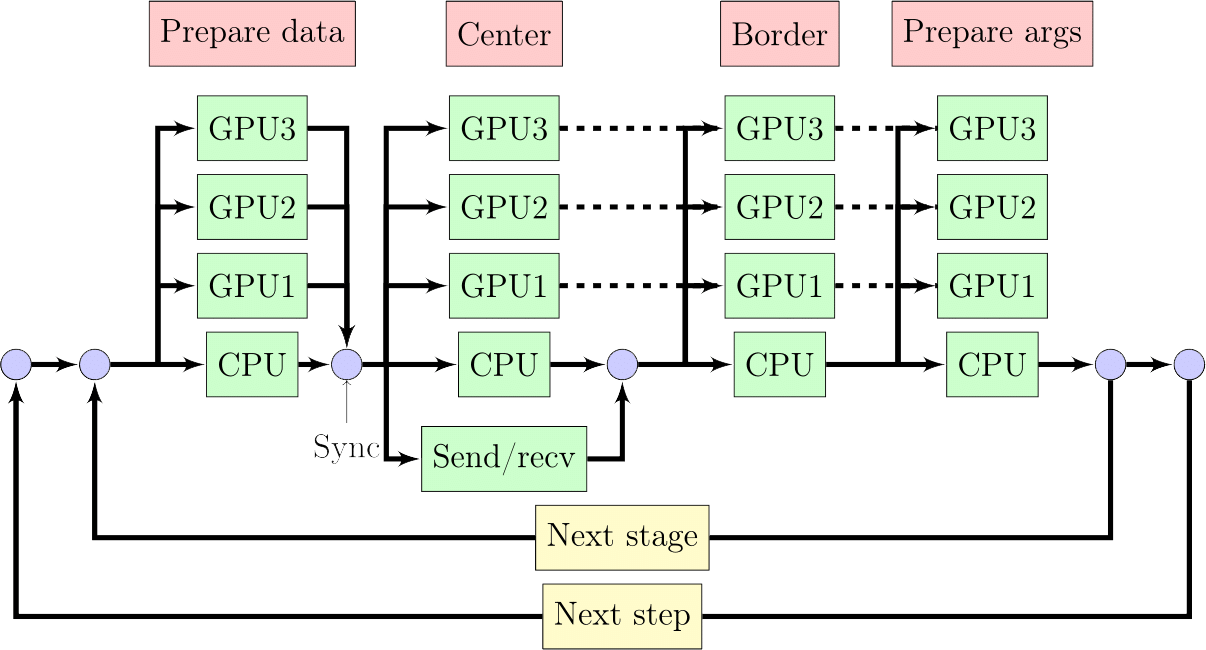 Prepare data Center Border Prepare args
GPU3 GPU3 GPU3 GPU3
GPU2 GPU2 GPU2 GPU2
GPU1 GPU1 GPU1 GPU1
CPU CPU CPU CPU
Sync Send/recv
Next stage
Next step